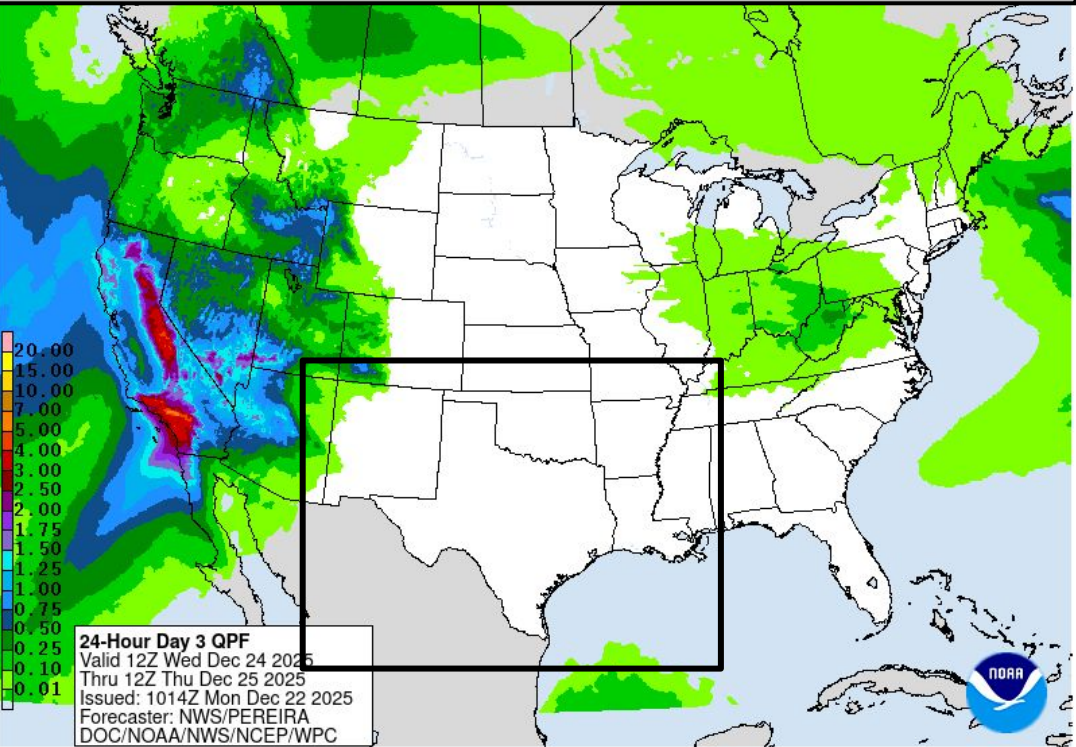 20.00
15.00
10.00
7.00
5.00
4.00
3.00
2.50
2.00
1.75
1.50
1.25
1.00
0.75
0.50
0.25
0.10
0.01
24-Hour Day 3 QPF
Valid 12Z Wed Dec 24 2025
Thru 12Z Thu Dec 25 2025
Issued: 1014Z Mon Dec 22 2025
Forecaster: NWS/PEREIRA
DOC/NOAA/NWS/NCEP/WPC
NOAA